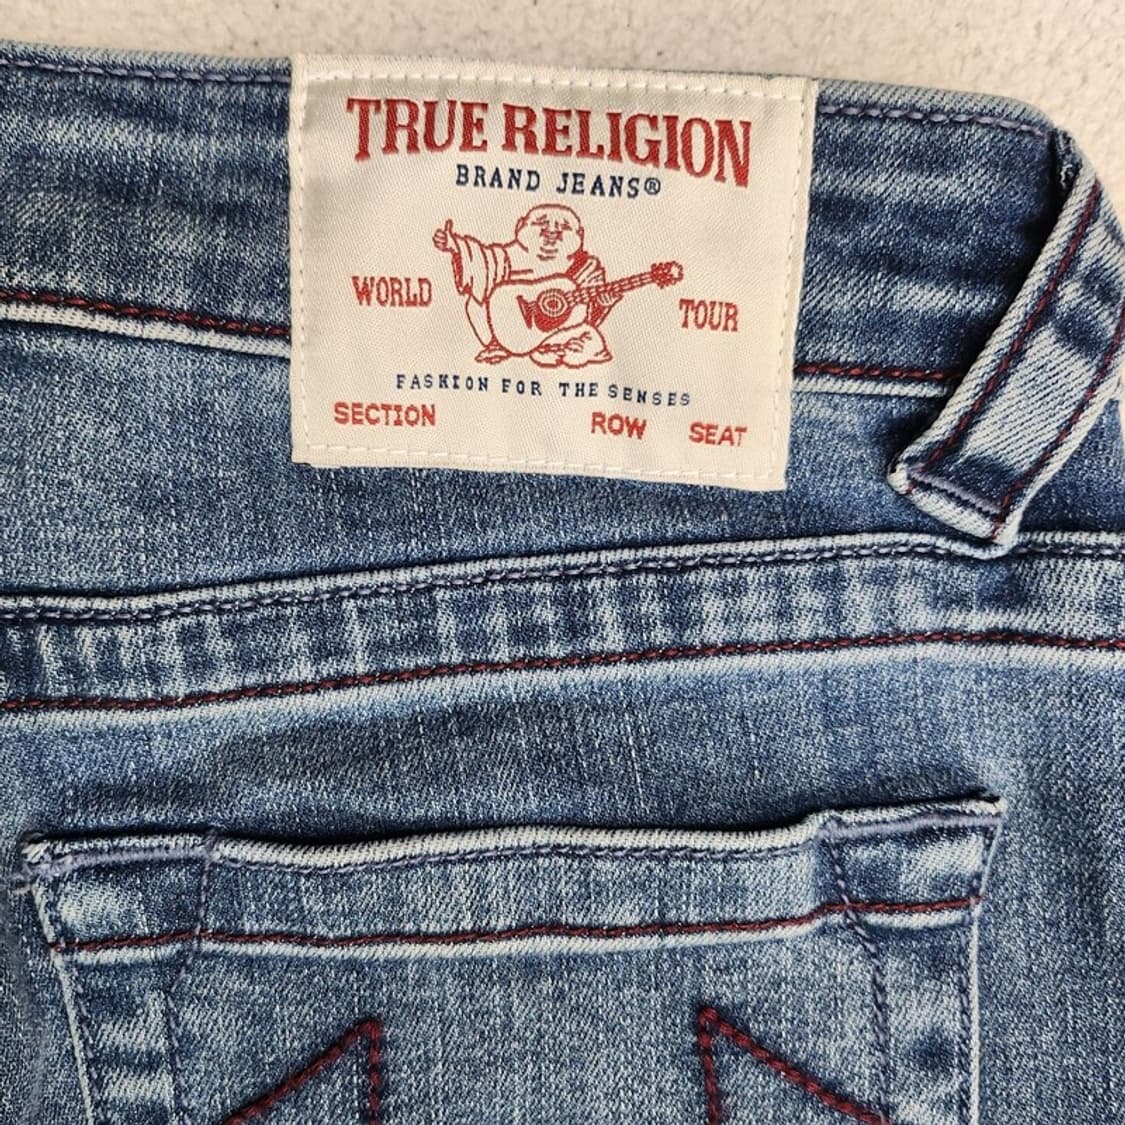 TRUE RELIGION
BRAND JEANS®
WORLD TOUR
FASHION FOR THE SENSES
SECTION ROW SEAT